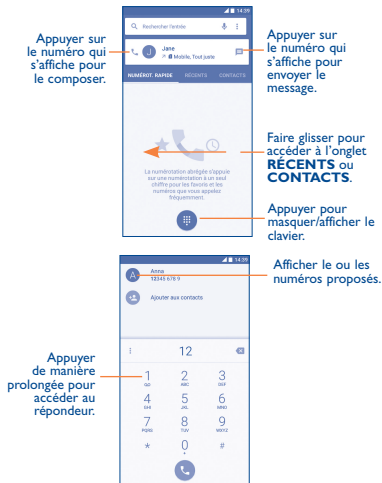 14:39
Rechercher l'entrée
Appuyer sur
le numéro qui
s'affiche pour
le composer.
J
Jane
Mobile, Tout juste
Appuyer sur
le numéro qui
s'affiche pour
envoyer le
message.
NUMÉROT. RAPIDE RÉCENTS CONTACTS
Faire glisser pour
accéder à l'onglet
RÉCENTS ou
CONTACTS.
La numérotation abrégée s'appuie
sur une numérotation à un seul
chiffre pour les favoris et les
numéros que vous appelez
fréquemment.
Appuyer pour
masquer/afficher le
clavier.
14:39
A
Anna
12345 678 9
Afficher le ou les
numéros proposés.
Ajouter aux contacts
12
Appuyer
de manière
prolongée pour
accéder au
répondeur.
1 2 3
ABC DEF
4 5 6
GHI JKL MNO
7 8 9
PQRS TUV WXYZ
* 0 #
+